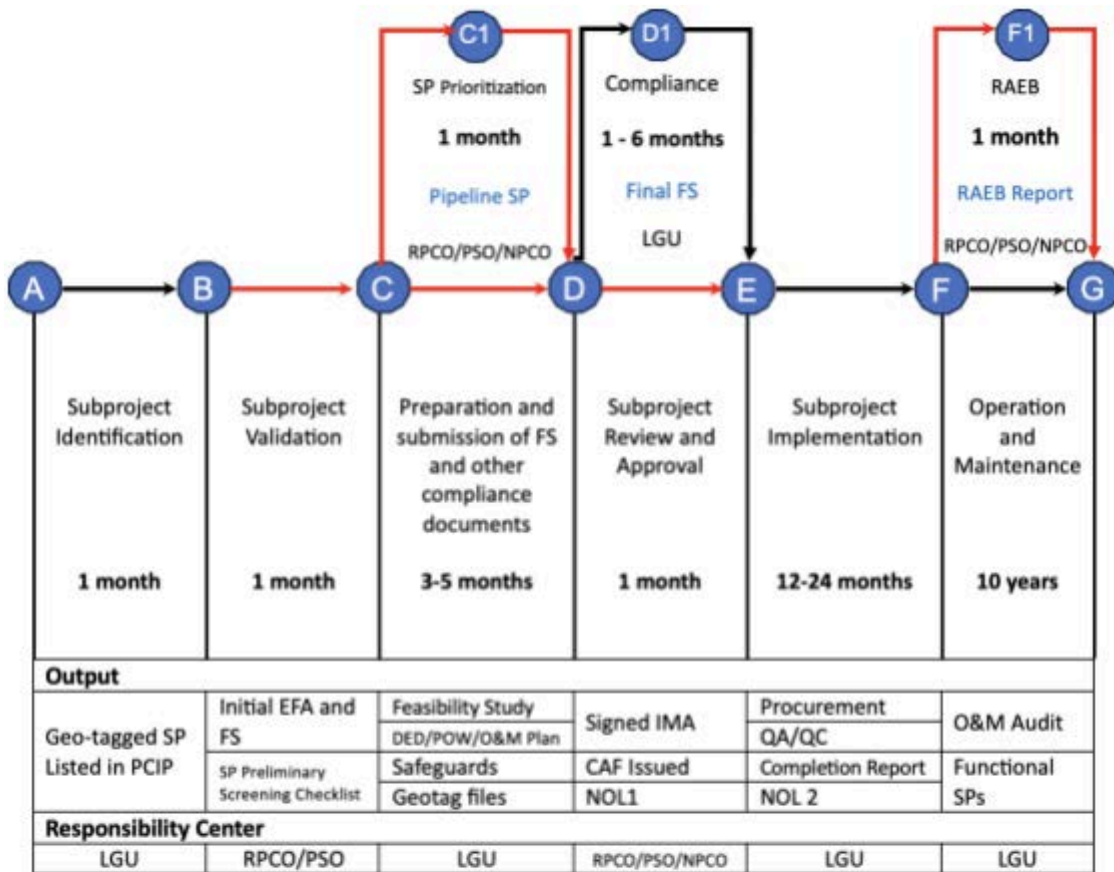 C1
D1
F1
SP Prioritization
1 month
Pipeline SP
RPCO/PSO/NPCO
Compliance
1 - 6 months
Final FS
LGU
RAEB
1 month
RAEB Report
RPCO/PSO/NPCO
A
B
C
D
E
F
G
Subproject
Identification
1 month
Subproject
Validation
1 month
Preparation and
submission of FS
and other
compliance
documents
3-5 months
Subproject
Review and
Approval
1 month
Subproject
Implementation
12-24 months
Operation
and
Maintenance
10 years
Output
Geo-tagged SP
Listed in PCIP
Initial EFA and
FS
SP Preliminary
Screening Checklist
Feasibility Study
DED/POW/O&M Plan
Safeguards
Geotag files
Signed IMA
CAF Issued
NOL1
Procurement
QA/QC
Completion Report
NOL 2
O&M Audit
Functional
SPs
Responsibility Center
LGU
RPCO/PSO
LGU
RPCO/PSO/NPCO
LGU
LGU